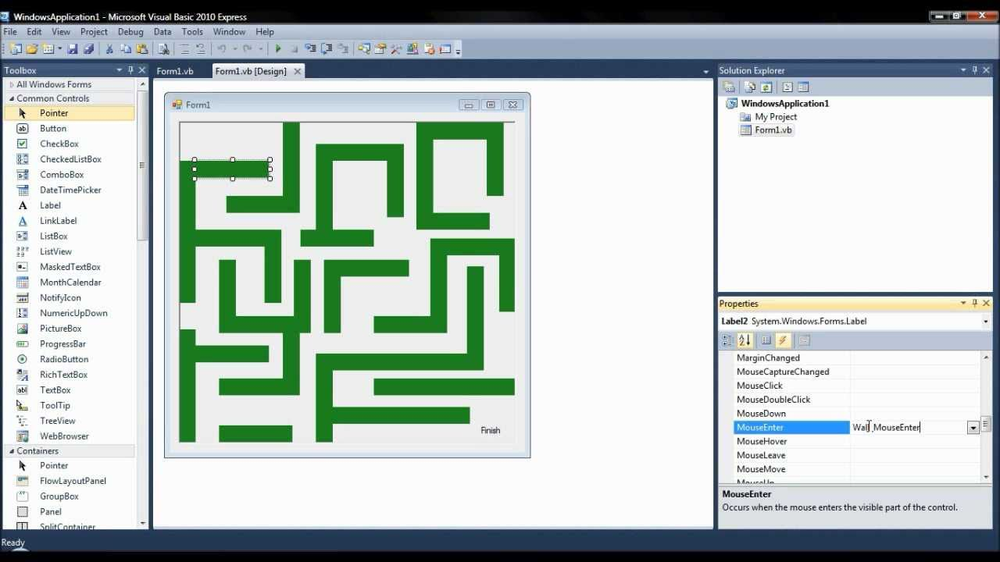 WindowsApplication1 - Microsoft Visual Basic 2010 Express
File Edit View Project Debug Data Tools Window Help
Toolbox
All Windows Forms
Common Controls
Pointer
Button
CheckBox
CheckedListBox
ComboBox
DateTimePicker
Label
LinkLabel
ListBox
ListView
MaskedTextBox
MonthCalendar
NotifyIcon
NumericUpDown
PictureBox
ProgressBar
RadioButton
RichTextBox
TextBox
ToolTip
TreeView
WebBrowser
Containers
Pointer
FlowLayoutPanel
GroupBox
Panel
SplitContainer
Form1.vb Form1.vb [Design]
Form1
Finish
Solution Explorer
WindowsApplication1
My Project
Form1.vb
Properties
Label2 System.Windows.Forms.Label
MarginChanged
MouseCaptureChanged
MouseClick
MouseDoubleClick
MouseDown
MouseEnter Wall_MouseEnter
MouseHover
MouseLeave
MouseMove
MouseUp
MouseEnter
Occurs when the mouse enters the visible part of the control.
Ready